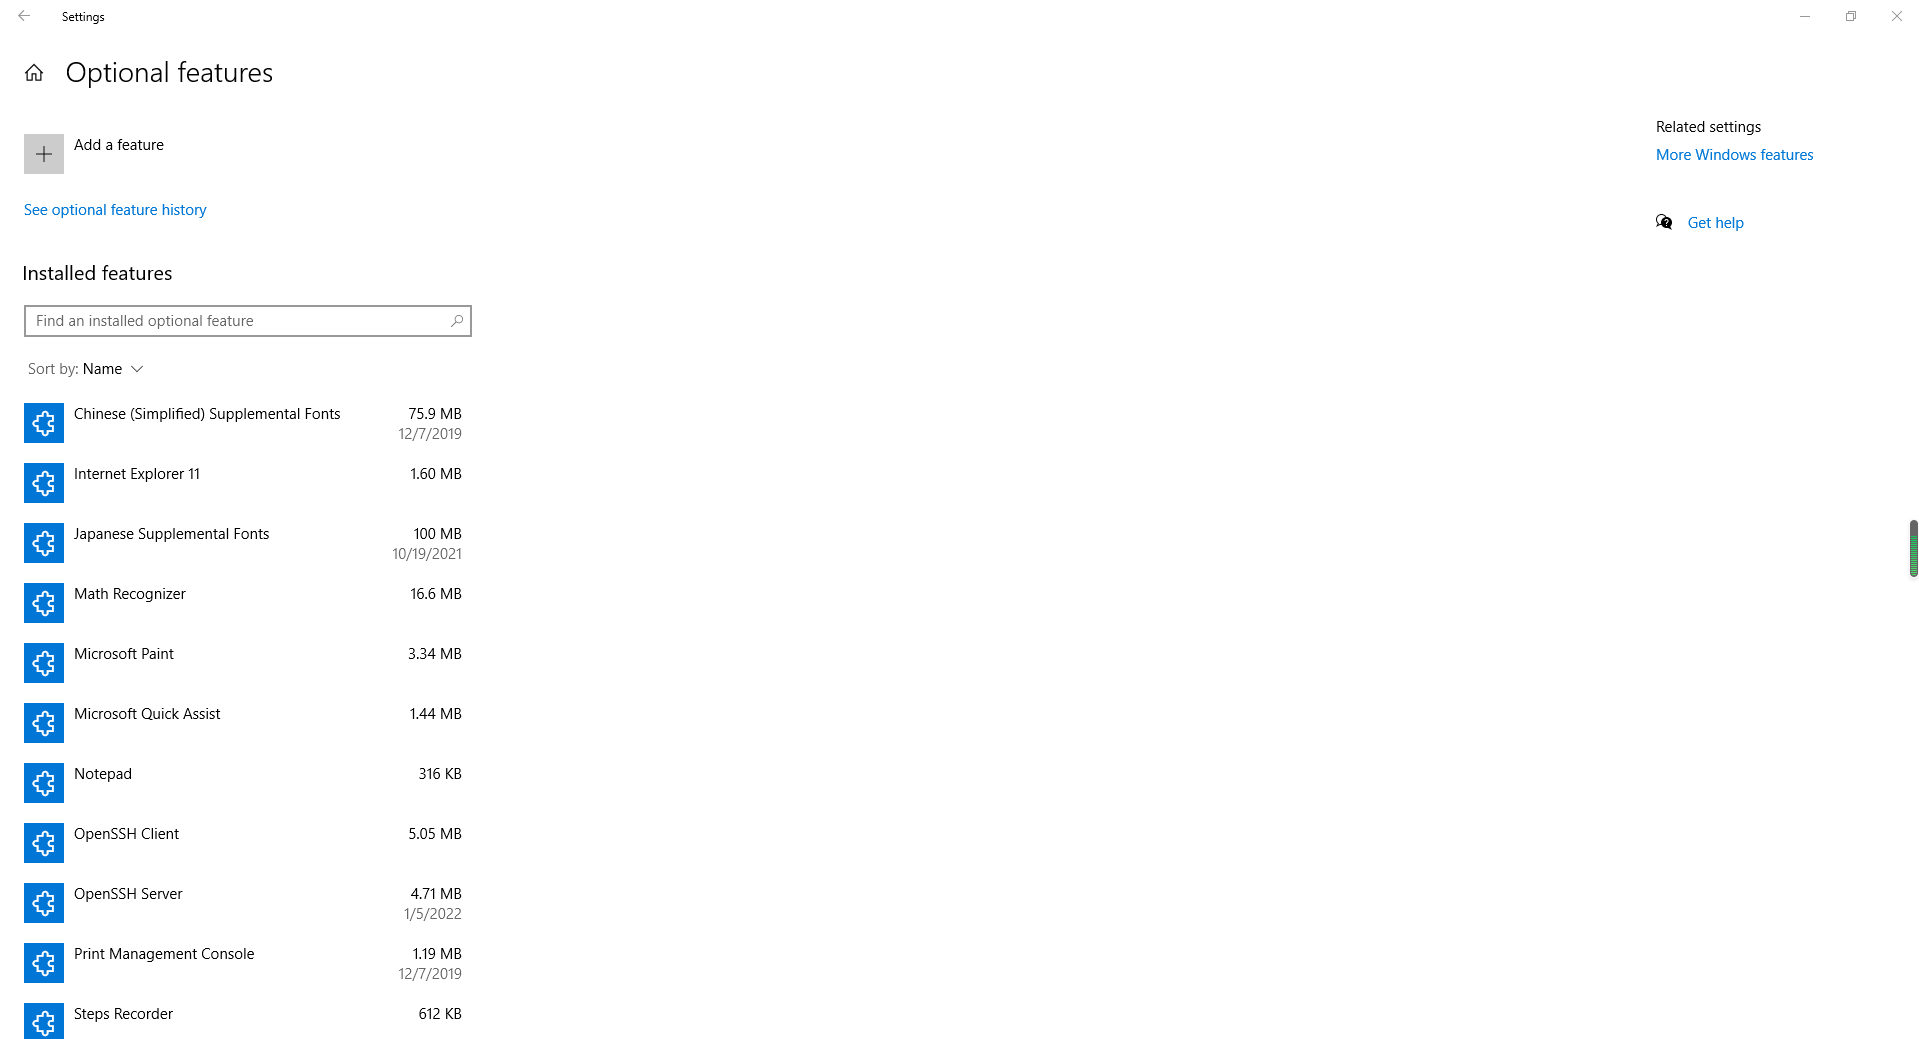 Settings
Optional features
Add a feature
See optional feature history
Installed features
Find an installed optional feature
Sort by: Name
Chinese (Simplified) Supplemental Fonts 75.9 MB
12/7/2019
Internet Explorer 11 1.60 MB
Japanese Supplemental Fonts 100 MB
10/19/2021
Math Recognizer 16.6 MB
Microsoft Paint 3.34 MB
Microsoft Quick Assist 1.44 MB
Notepad 316 KB
OpenSSH Client 5.05 MB
OpenSSH Server 4.71 MB
1/5/2022
Print Management Console 1.19 MB
12/7/2019
Steps Recorder 612 KB
Related settings
More Windows features
Get help